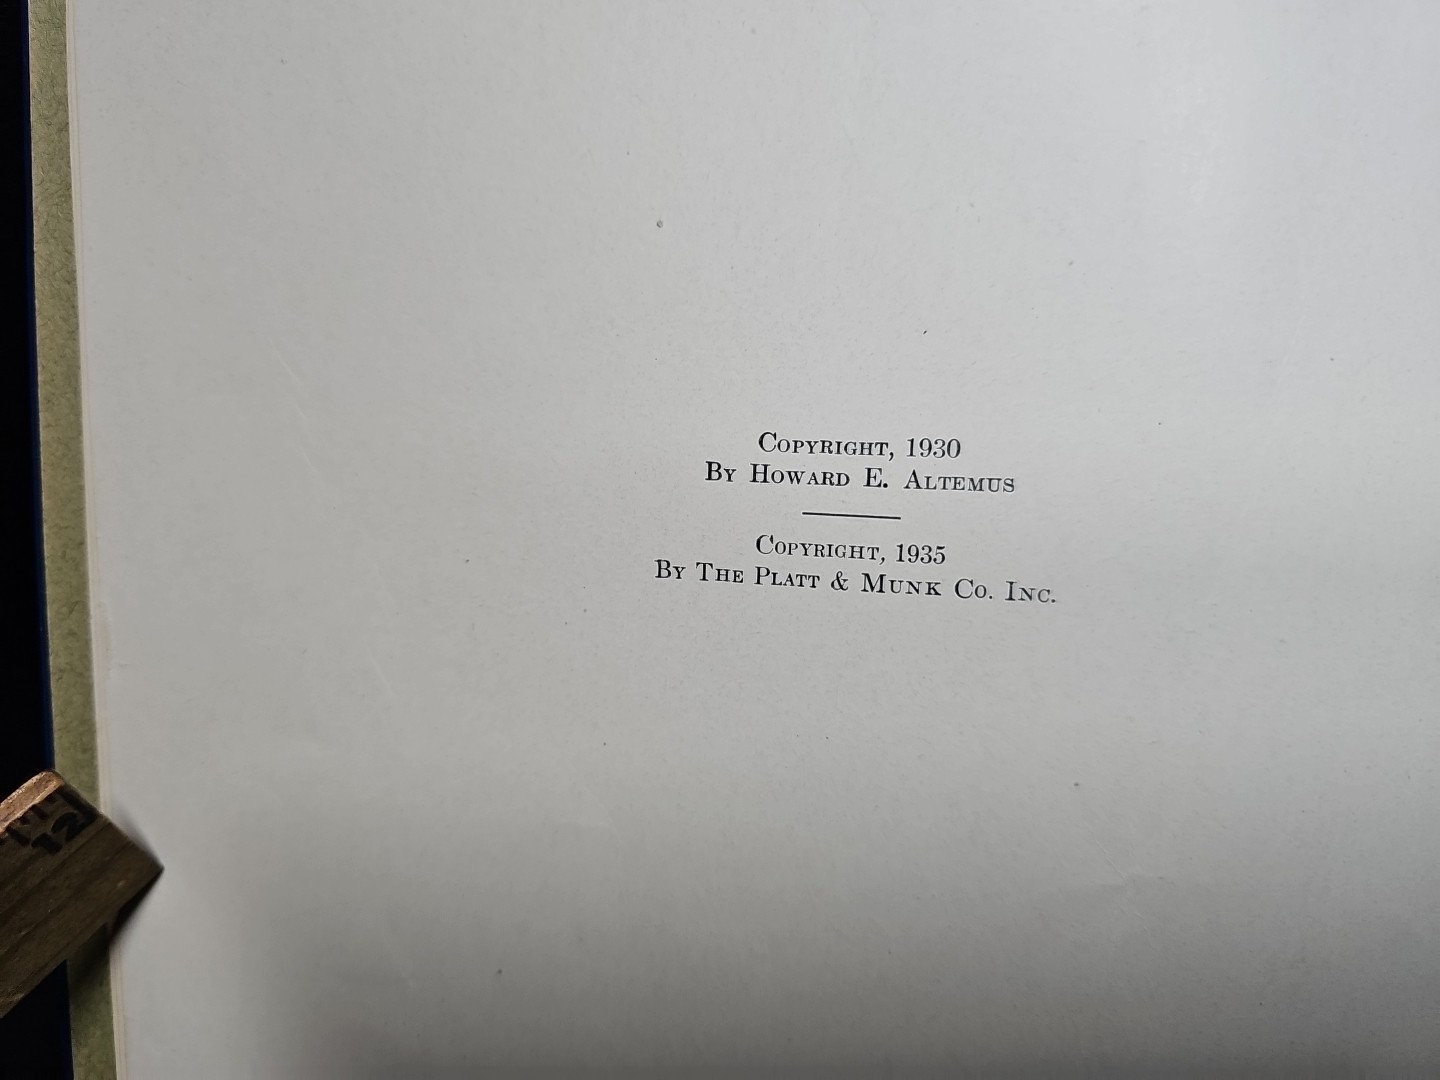 Copyright, 1930
By Howard E. Altemus
Copyright, 1935
By The Platt & Munk Co. Inc.